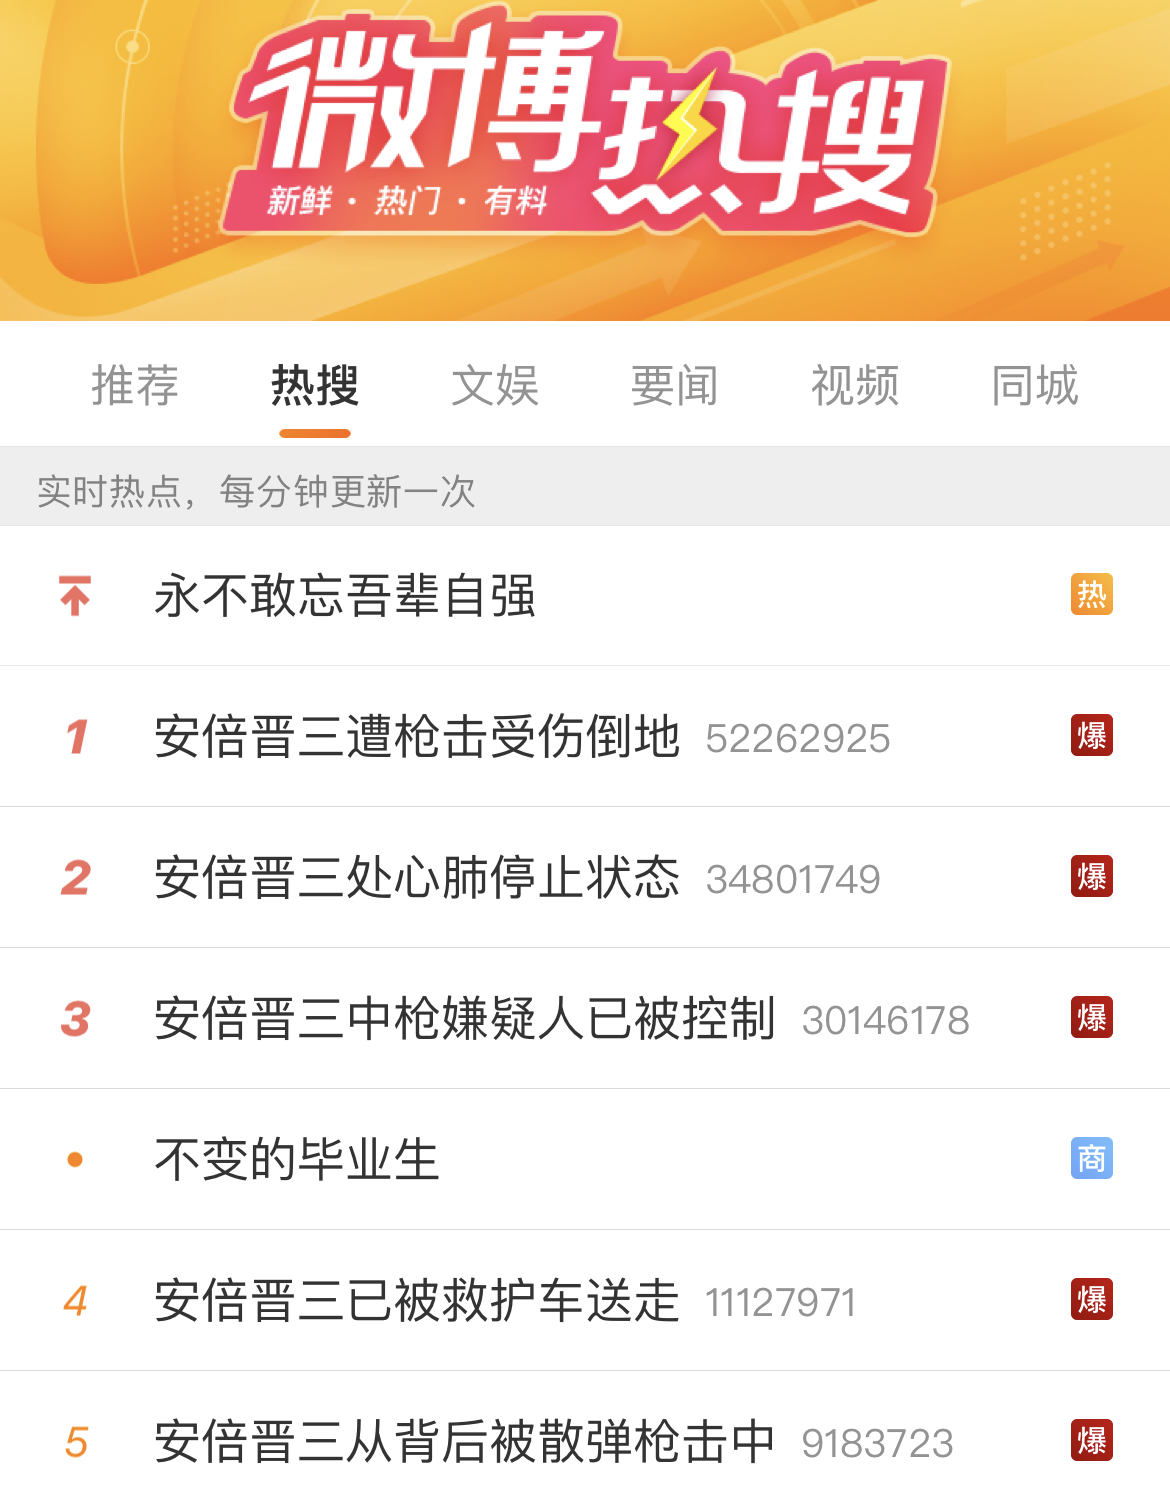 微博热搜
新鲜·热门·有料
推荐 热搜 文娱 要闻 视频 同城
实时热点，每分钟更新一次
永不敢忘吾辈自强 热
1 安倍晋三遭枪击受伤倒地 52262925 爆
2 安倍晋三处心肺停止状态 34801749 爆
3 安倍晋三中枪嫌疑人已被控制 30146178 爆
• 不变的毕业生 商
4 安倍晋三已被救护车送走 11127971 爆
5 安倍晋三从背后被散弹枪击中 9183723 爆